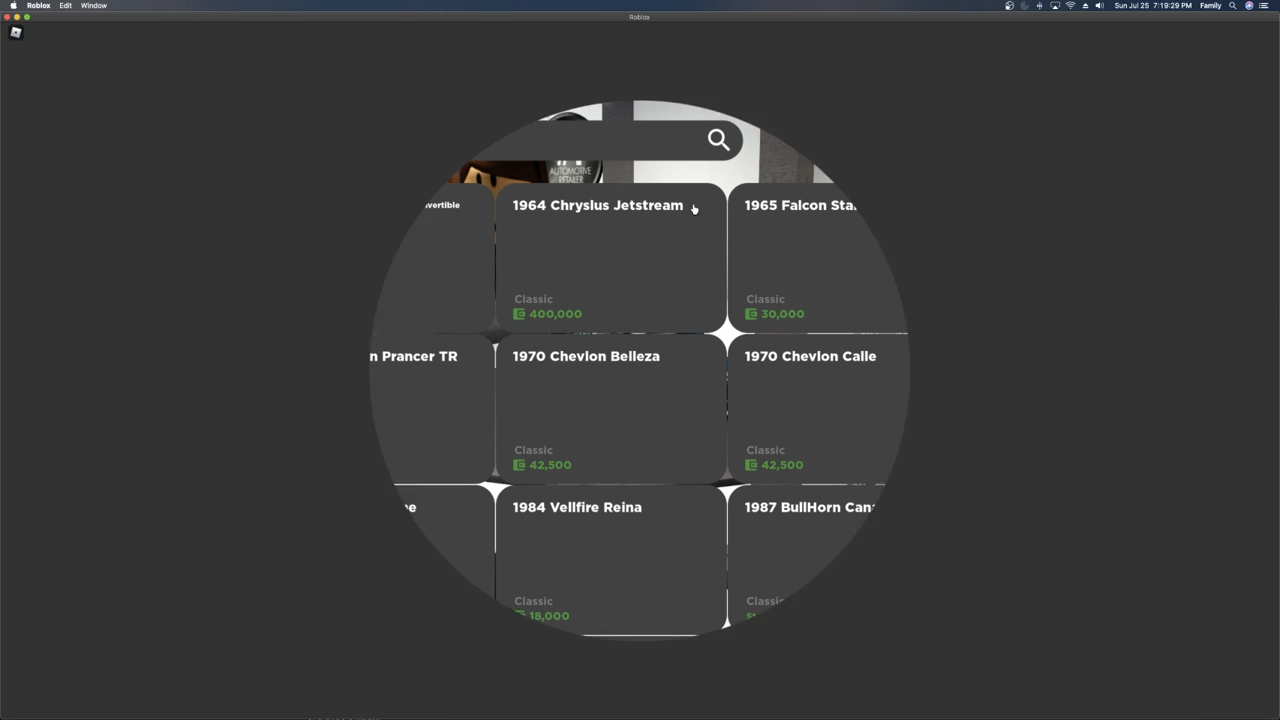 Roblox Edit Window
Sun Jul 25 7:19:29 PM Family
Roblox
AUTOMOTIVE
RETAILER
vertible
1964 Chryslus Jetstream
1965 Falcon Sta
Classic
400,000
Classic
30,000
n Prancer TR
1970 Chevlon Belleza
1970 Chevlon Calle
Classic
42,500
Classic
42,500
e
1984 Vellfire Reina
1987 BullHorn Can
Classic
18,000
Classic